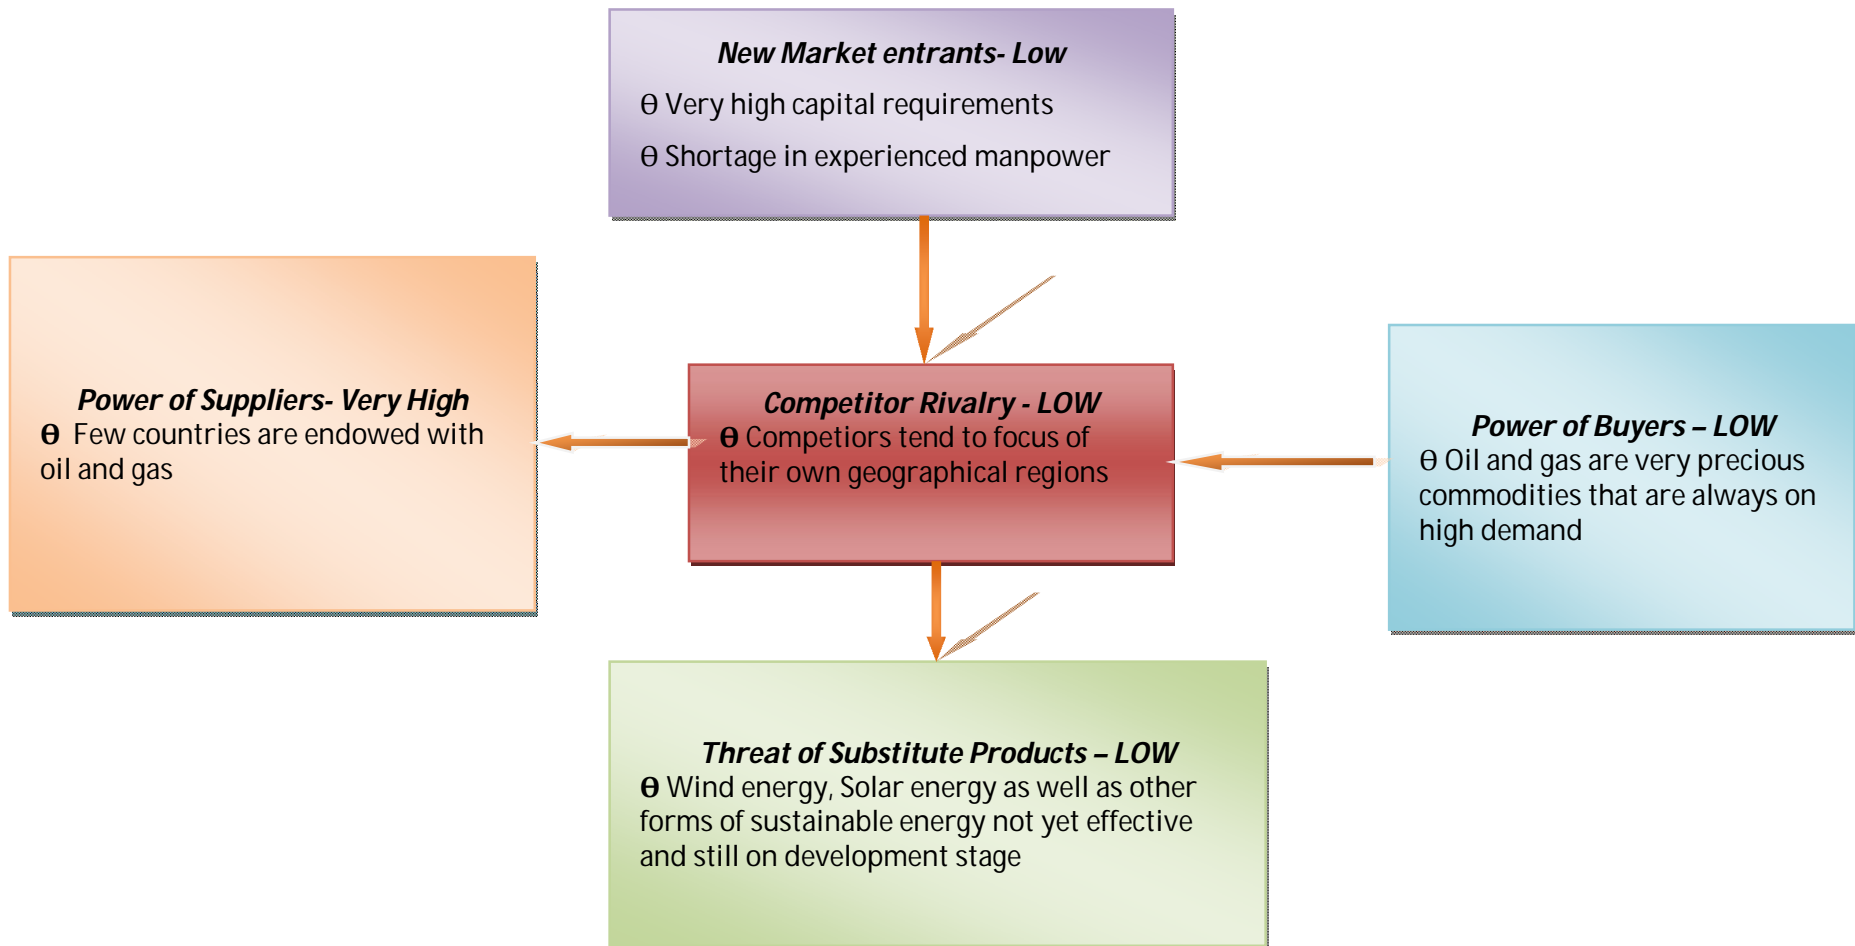 New Market entrants- Low
ϴ Very high capital requirements
ϴ Shortage in experienced manpower
Power of Suppliers- Very High
ϴ Few countries are endowed with
oil and gas
Competitor Rivalry - LOW
ϴ Competiors tend to focus of
their own geographical regions
Power of Buyers – LOW
ϴ Oil and gas are very precious
commodities that are always on
high demand
Threat of Substitute Products – LOW
ϴ Wind energy, Solar energy as well as other
forms of sustainable energy not yet effective
and still on development stage